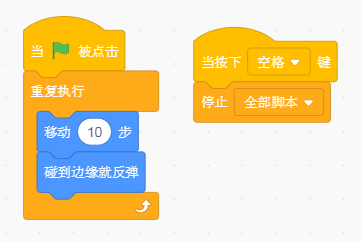 当 被点击
重复执行
移动 10 步
碰到边缘就反弹
当按下 空格 键
停止 全部脚本